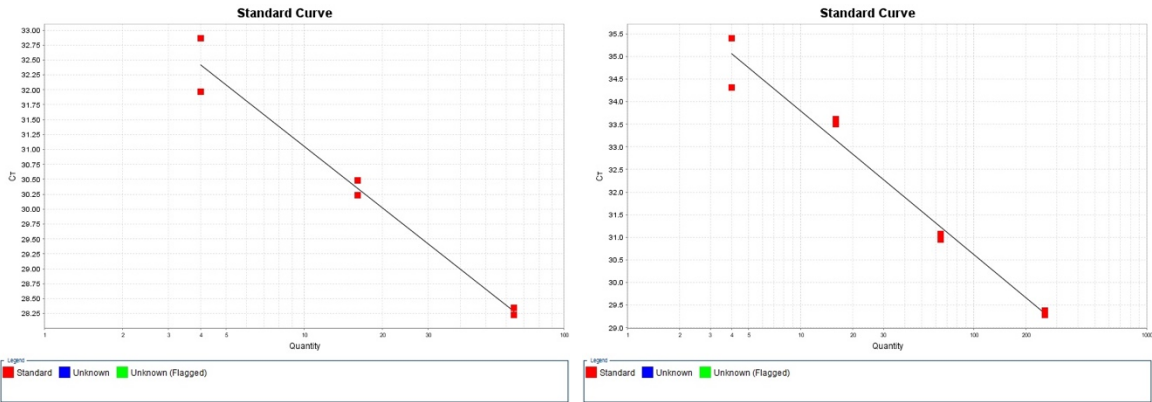 Standard Curve
33.00
32.75
32.50
32.25
32.00
31.75
31.50
31.25
31.00
30.75
30.50
30.25
30.00
29.75
29.50
29.25
29.00
28.75
28.50
28.25
CT
1 2 3 4 5 10 20 30 100
Quantity
Legend
Standard Unknown Unknown (Flagged)
Standard Curve
35.5
35.0
34.5
34.0
33.5
33.0
32.5
32.0
31.5
31.0
30.5
30.0
29.5
29.0
CT
1 2 3 4 5 10 20 30 100 200 1000
Quantity
Legend
Standard Unknown Unknown (Flagged)